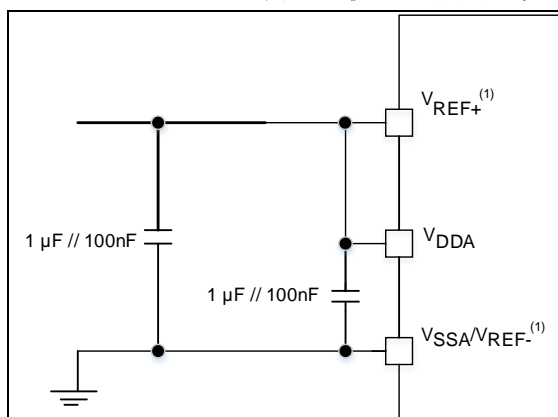 VREF+(1)
1 µF // 100nF
VDDA
1 µF // 100nF
VSSA/VREF-(1)